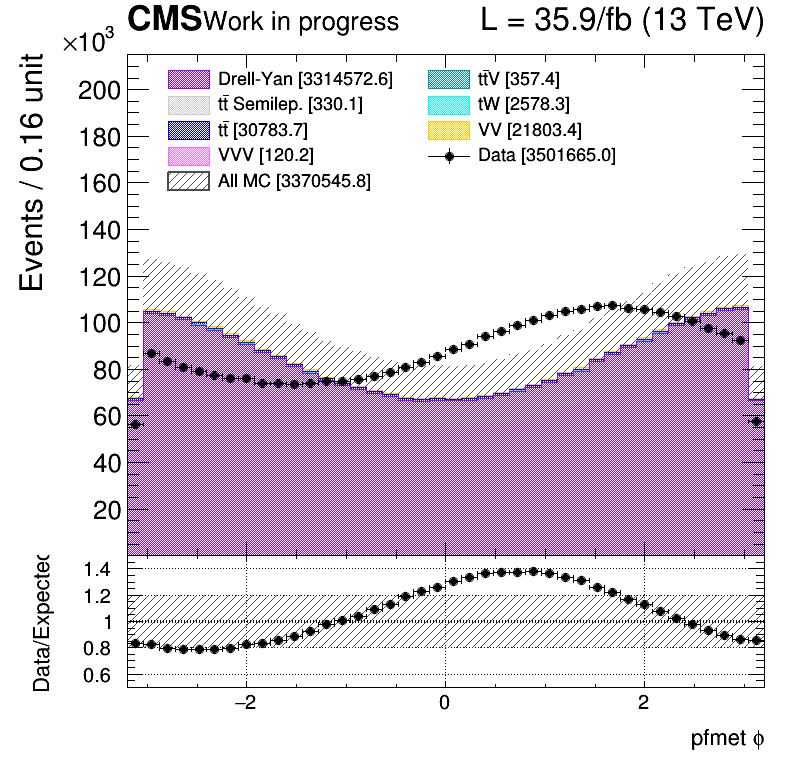 CMS Work in progress L = 35.9/fb (13 TeV)
×10³
Events / 0.16 unit
200
180
160
140
120
100
80
60
40
20
Drell-Yan [3314572.6]
tt̄ Semilep. [330.1]
tt̄ [30783.7]
VVV [120.2]
All MC [3370545.8]
tt̄V [357.4]
tW [2578.3]
VV [21803.4]
Data [3501665.0]
Data/Expected
1.4
1.2
1
0.8
0.6
−2 0 2
pfmet ϕ